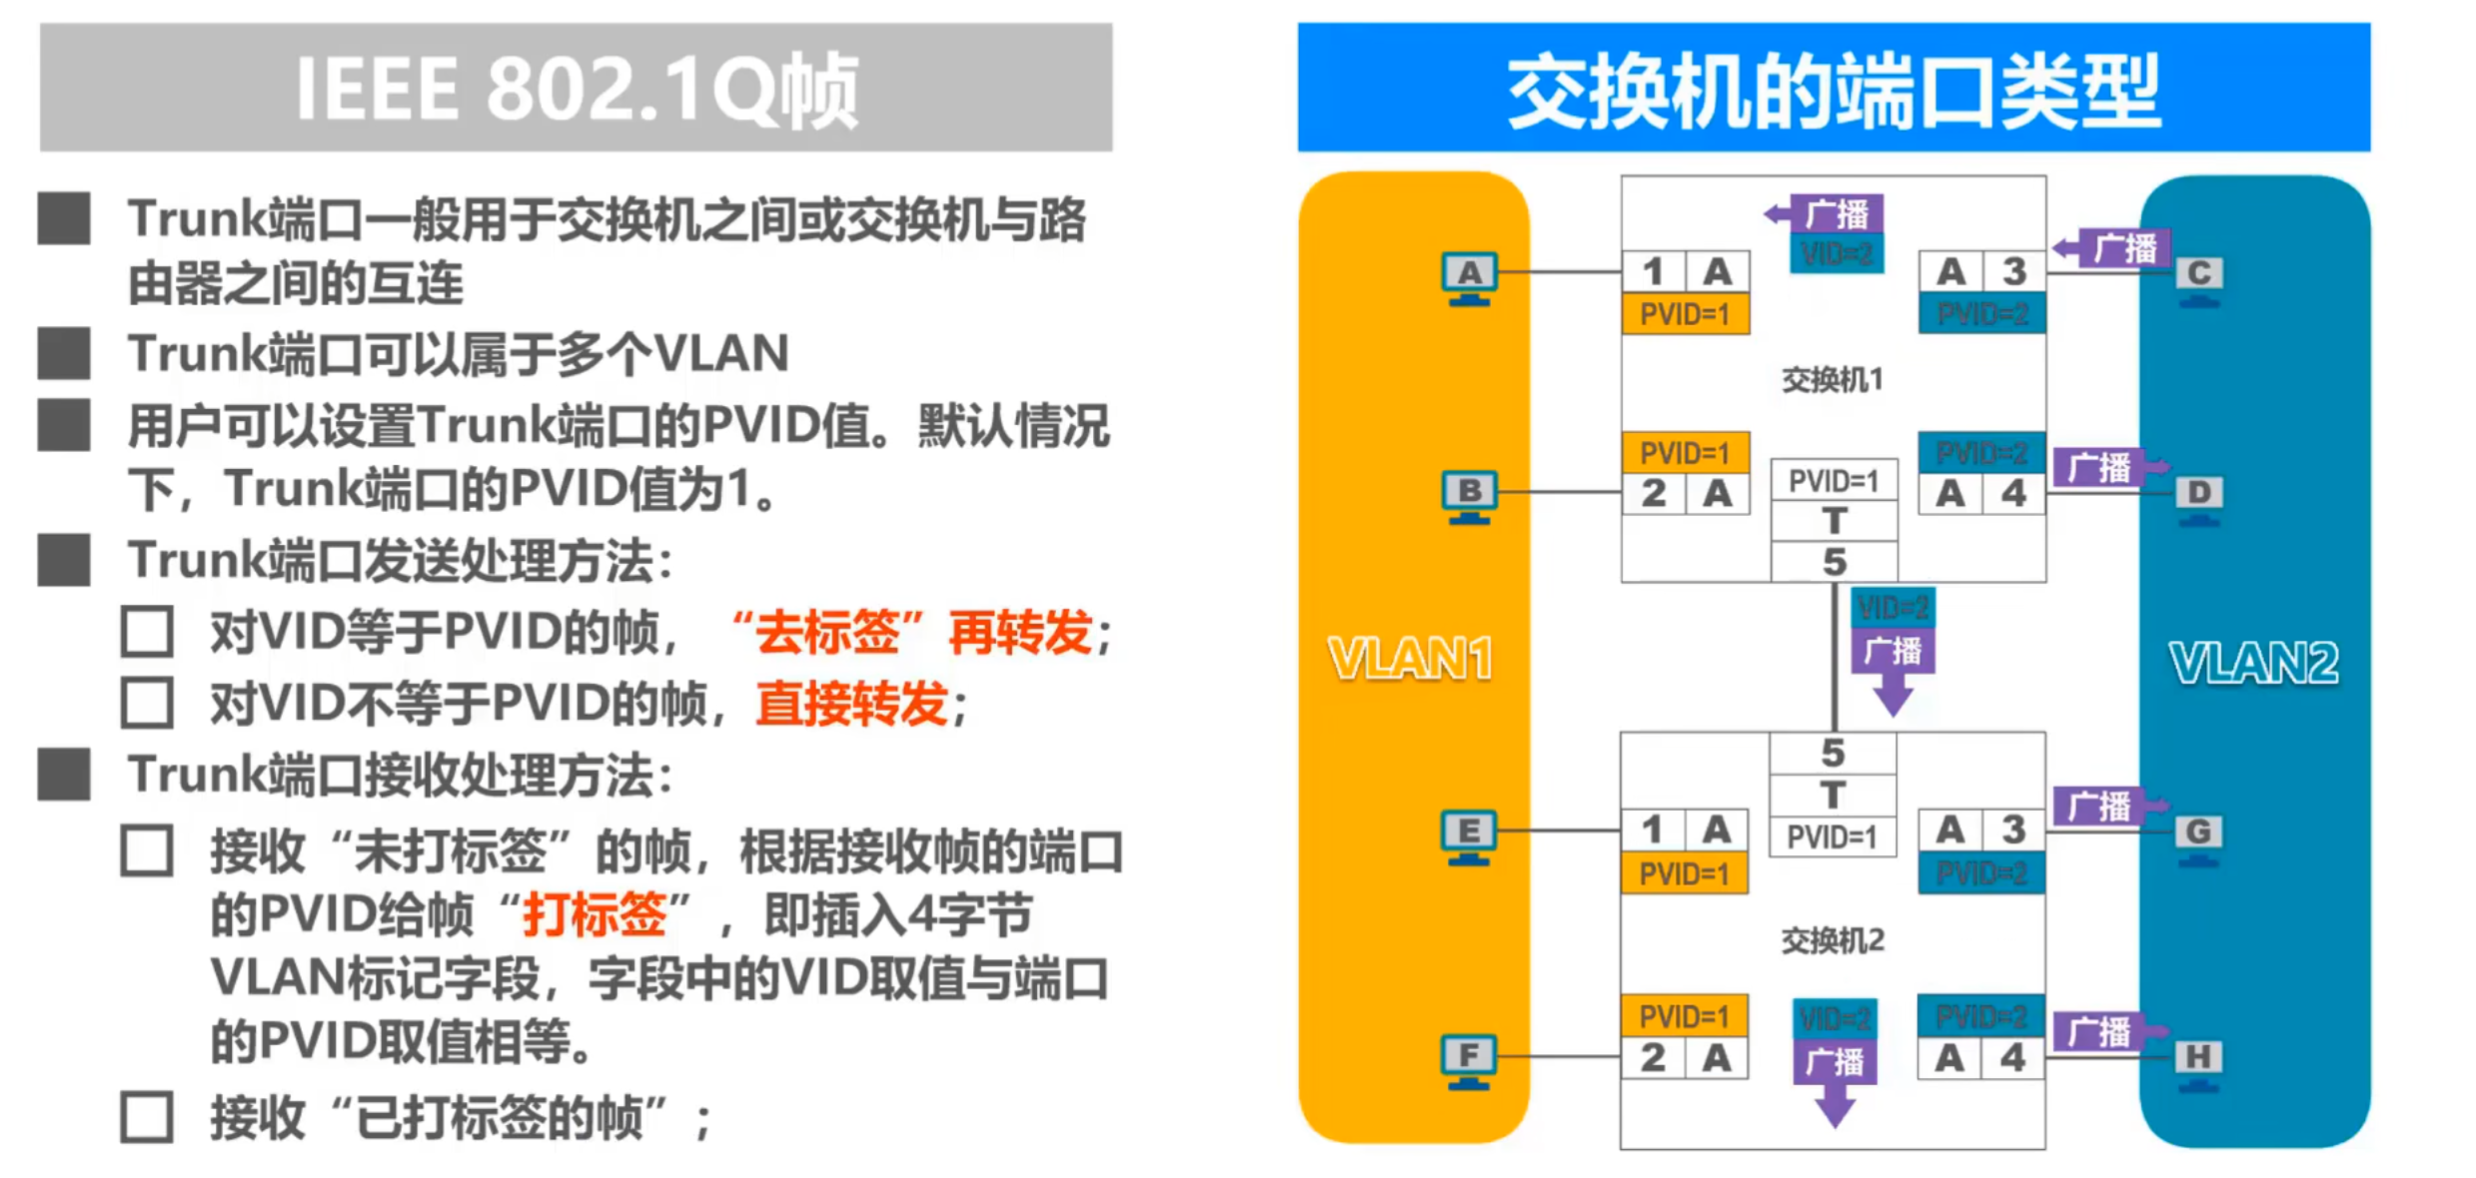 IEEE 802.1Q帧
Trunk端口一般用于交换机之间或交换机与路
由器之间的互连
Trunk端口可以属于多个VLAN
用户可以设置Trunk端口的PVID值。默认情况
下，Trunk端口的PVID值为1。
Trunk端口发送处理方法：
对VID等于PVID的帧，“去标签”再转发；
对VID不等于PVID的帧，直接转发；
Trunk端口接收处理方法：
接收“未打标签”的帧，根据接收帧的端口
的PVID给帧“打标签”，即插入4字节
VLAN标记字段，字段中的VID取值与端口
的PVID取值相等。
接收“已打标签的帧”；
交换机的端口类型
广播
VID=2
广播
A
1 A
A 3
C
PVID=1
PVID=2
交换机1
PVID=1
PVID=2
广播
B
2 A
PVID=1
A 4
D
T
5
VID=2
广播
VLAN1
VLAN2
5
T
PVID=1
广播
E
1 A
A 3
G
PVID=1
PVID=2
交换机2
PVID=1
VID=2
PVID=2
广播
F
2 A
广播
A 4
H